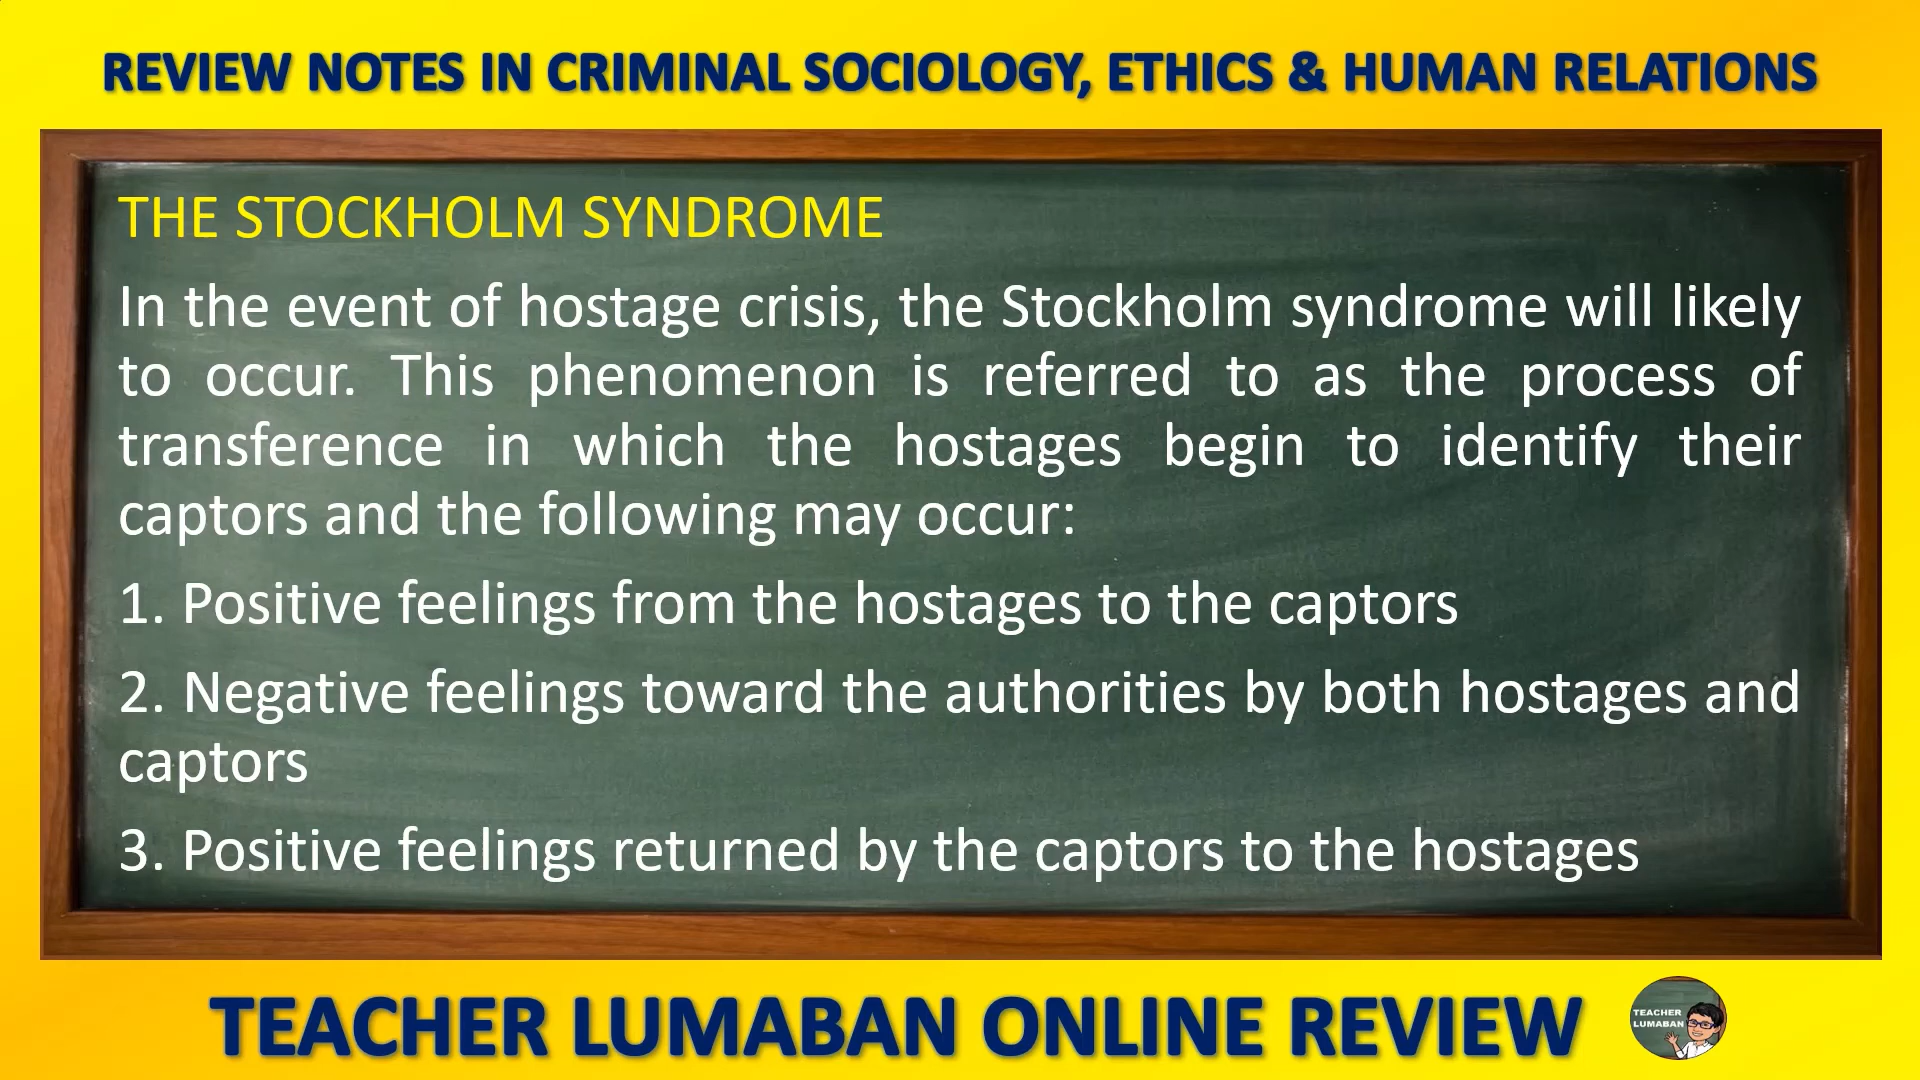 REVIEW NOTES IN CRIMINAL SOCIOLOGY, ETHICS & HUMAN RELATIONS
THE STOCKHOLM SYNDROME
In the event of hostage crisis, the Stockholm syndrome will likely
to occur. This phenomenon is referred to as the process of
transference in which the hostages begin to identify their
captors and the following may occur:
1. Positive feelings from the hostages to the captors
2. Negative feelings toward the authorities by both hostages and
captors
3. Positive feelings returned by the captors to the hostages
TEACHER LUMABAN ONLINE REVIEW
TEACHER
LUMABAN